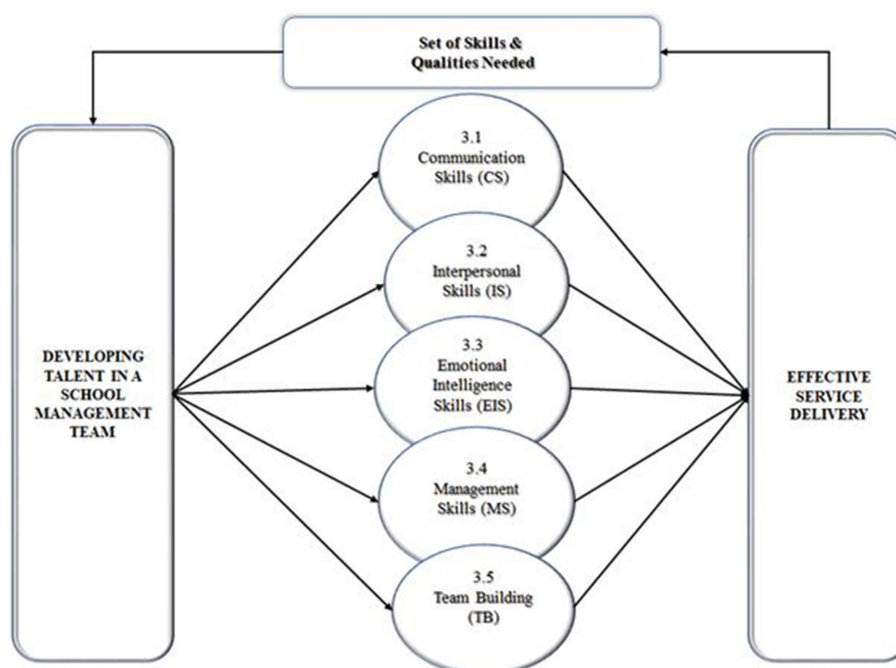 Set of Skills &
Qualities Needed
3.1
Communication
Skills (CS)
3.2
Interpersonal
Skills (IS)
3.3
Emotional
Intelligence
Skills (EIS)
3.4
Management
Skills (MS)
3.5
Team Building
(TB)
DEVELOPING
TALENT IN A
SCHOOL
MANAGEMENT
TEAM
EFFECTIVE
SERVICE
DELIVERY